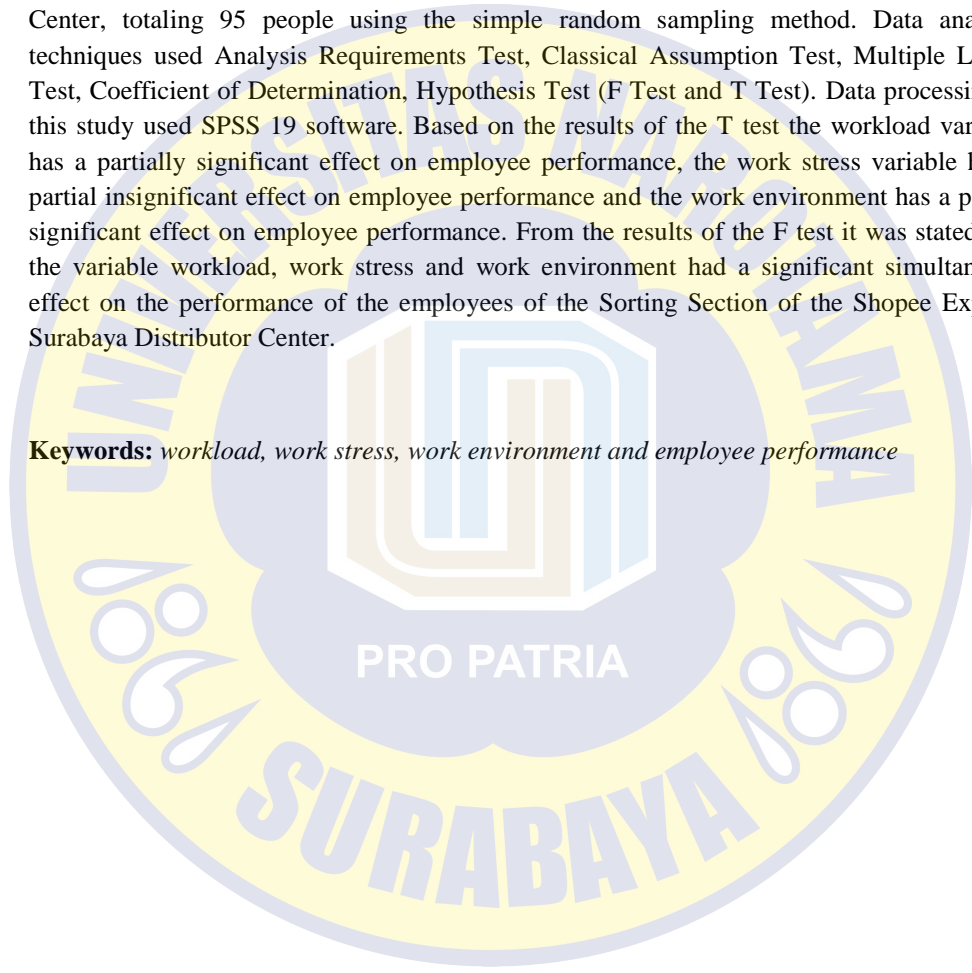 Center, totaling 95 people using the simple random sampling method. Data ana
techniques used Analysis Requirements Test, Classical Assumption Test, Multiple L
Test, Coefficient of Determination, Hypothesis Test (F Test and T Test). Data processi
this study used SPSS 19 software. Based on the results of the T test the workload var
has a partially significant effect on employee performance, the work stress variable h
partial insignificant effect on employee performance and the work environment has a p
significant effect on employee performance. From the results of the F test it was stated
the variable workload, work stress and work environment had a significant simultan
effect on the performance of the employees of the Sorting Section of the Shopee Ex
Surabaya Distributor Center.
Keywords: workload, work stress, work environment and employee performance
UNIVERSITAS NAROTAMA
PRO PATRIA
SURABAYA
1981